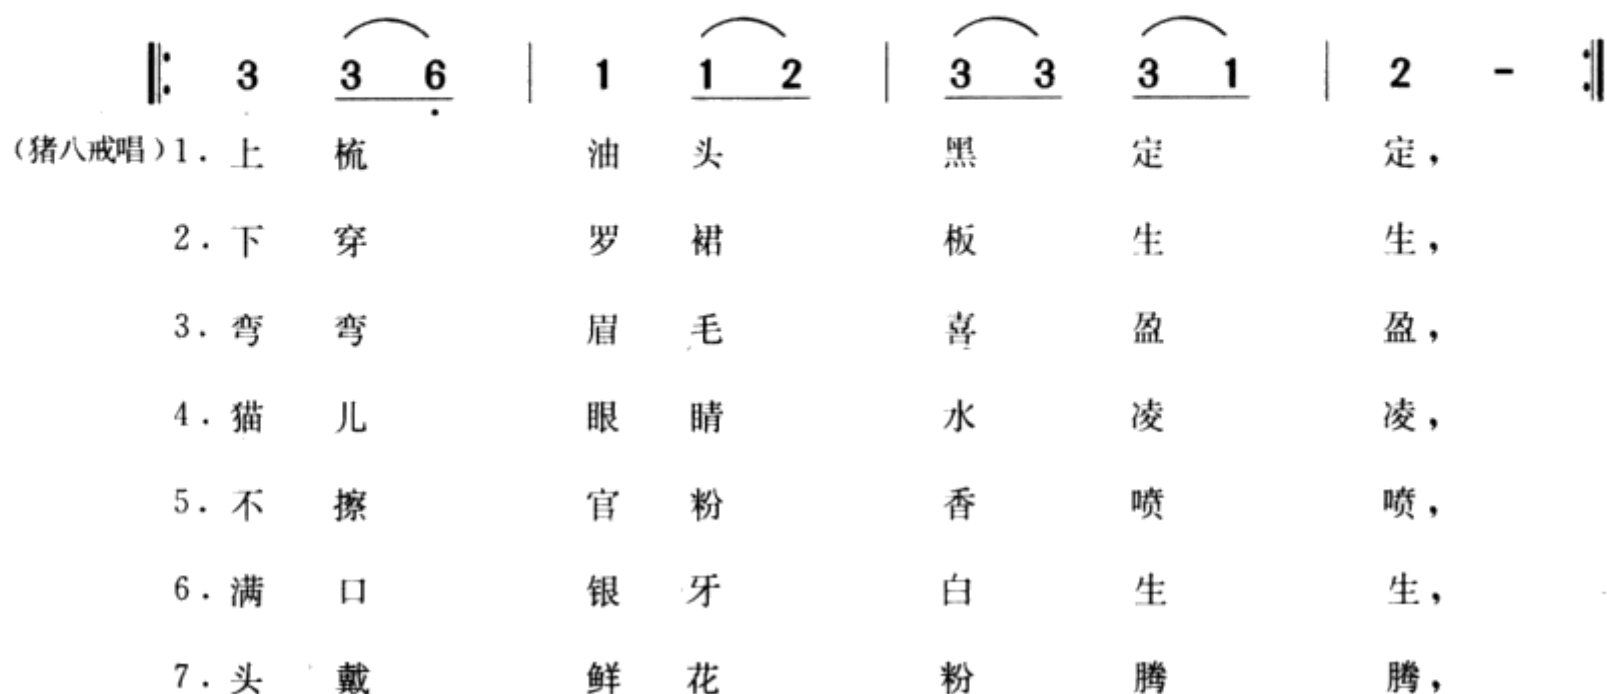 3 3 6 | 1 1 2 | 3 3 3 1 | 2 -
（猪八戒唱）1. 上梳油头黑定定，
2. 下穿罗裙板生生，
3. 弯弯眉毛喜盈盈，
4. 猫儿眼睛水凌凌，
5. 不擦官粉香喷喷，
6. 满口银牙白生生，
7. 头戴鲜花粉腾腾，